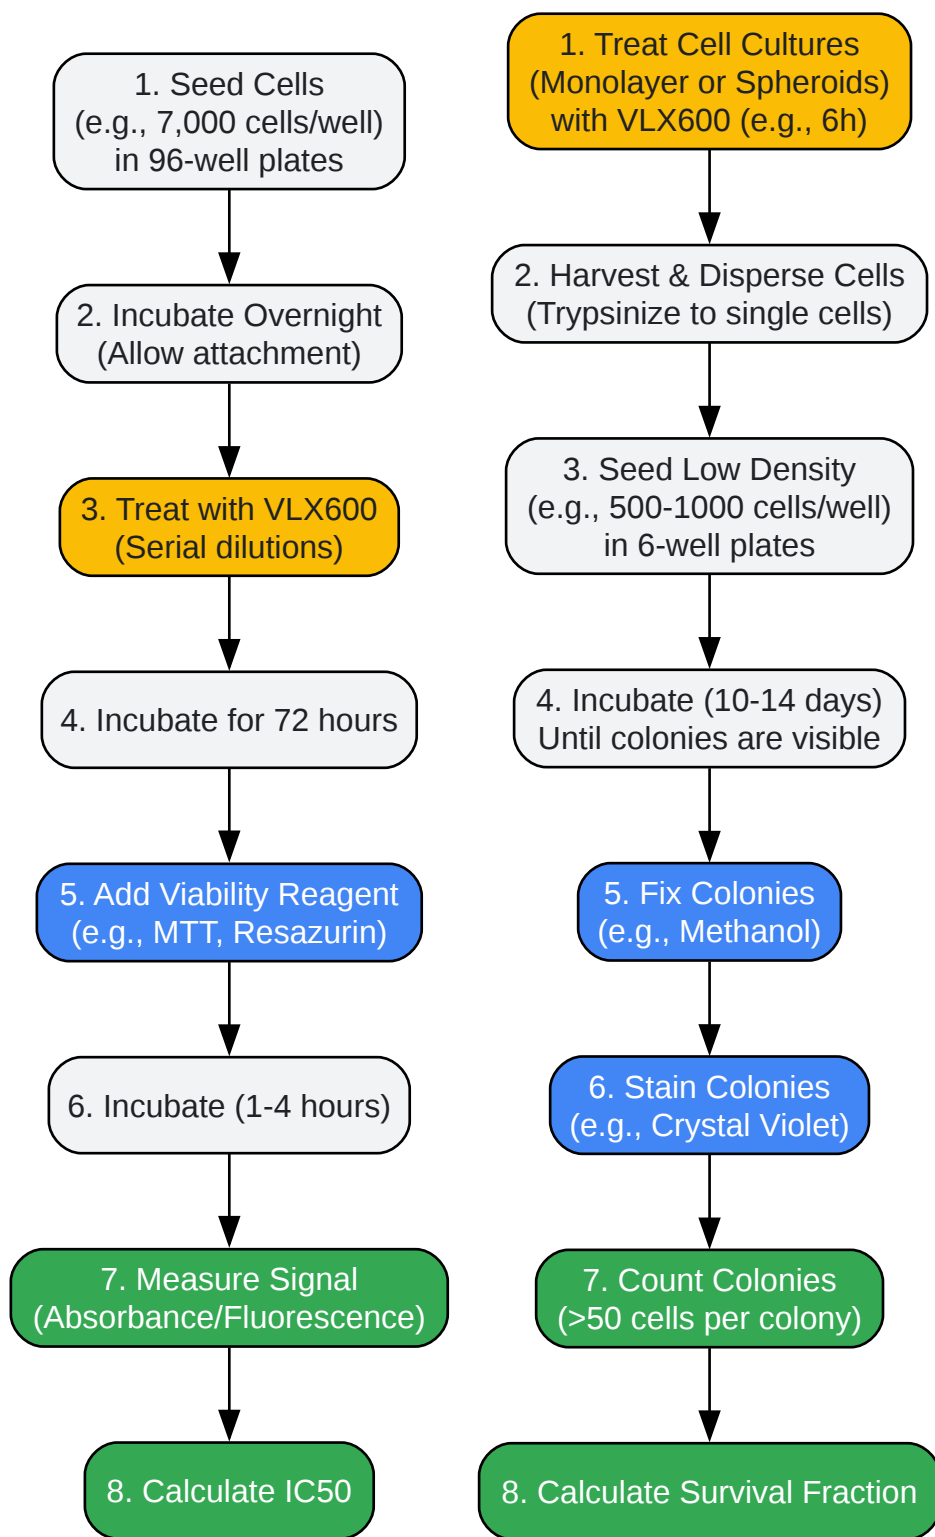 1. Seed Cells
(e.g., 7,000 cells/well)
in 96-well plates
2. Incubate Overnight
(Allow attachment)
3. Treat with VLX600
(Serial dilutions)
4. Incubate for 72 hours
5. Add Viability Reagent
(e.g., MTT, Resazurin)
6. Incubate (1-4 hours)
7. Measure Signal
(Absorbance/Fluorescence)
8. Calculate IC50
1. Treat Cell Cultures
(Monolayer or Spheroids)
with VLX600 (e.g., 6h)
2. Harvest & Disperse Cells
(Trypsinize to single cells)
3. Seed Low Density
(e.g., 500-1000 cells/well)
in 6-well plates
4. Incubate (10-14 days)
Until colonies are visible
5. Fix Colonies
(e.g., Methanol)
6. Stain Colonies
(e.g., Crystal Violet)
7. Count Colonies
(>50 cells per colony)
8. Calculate Survival Fraction